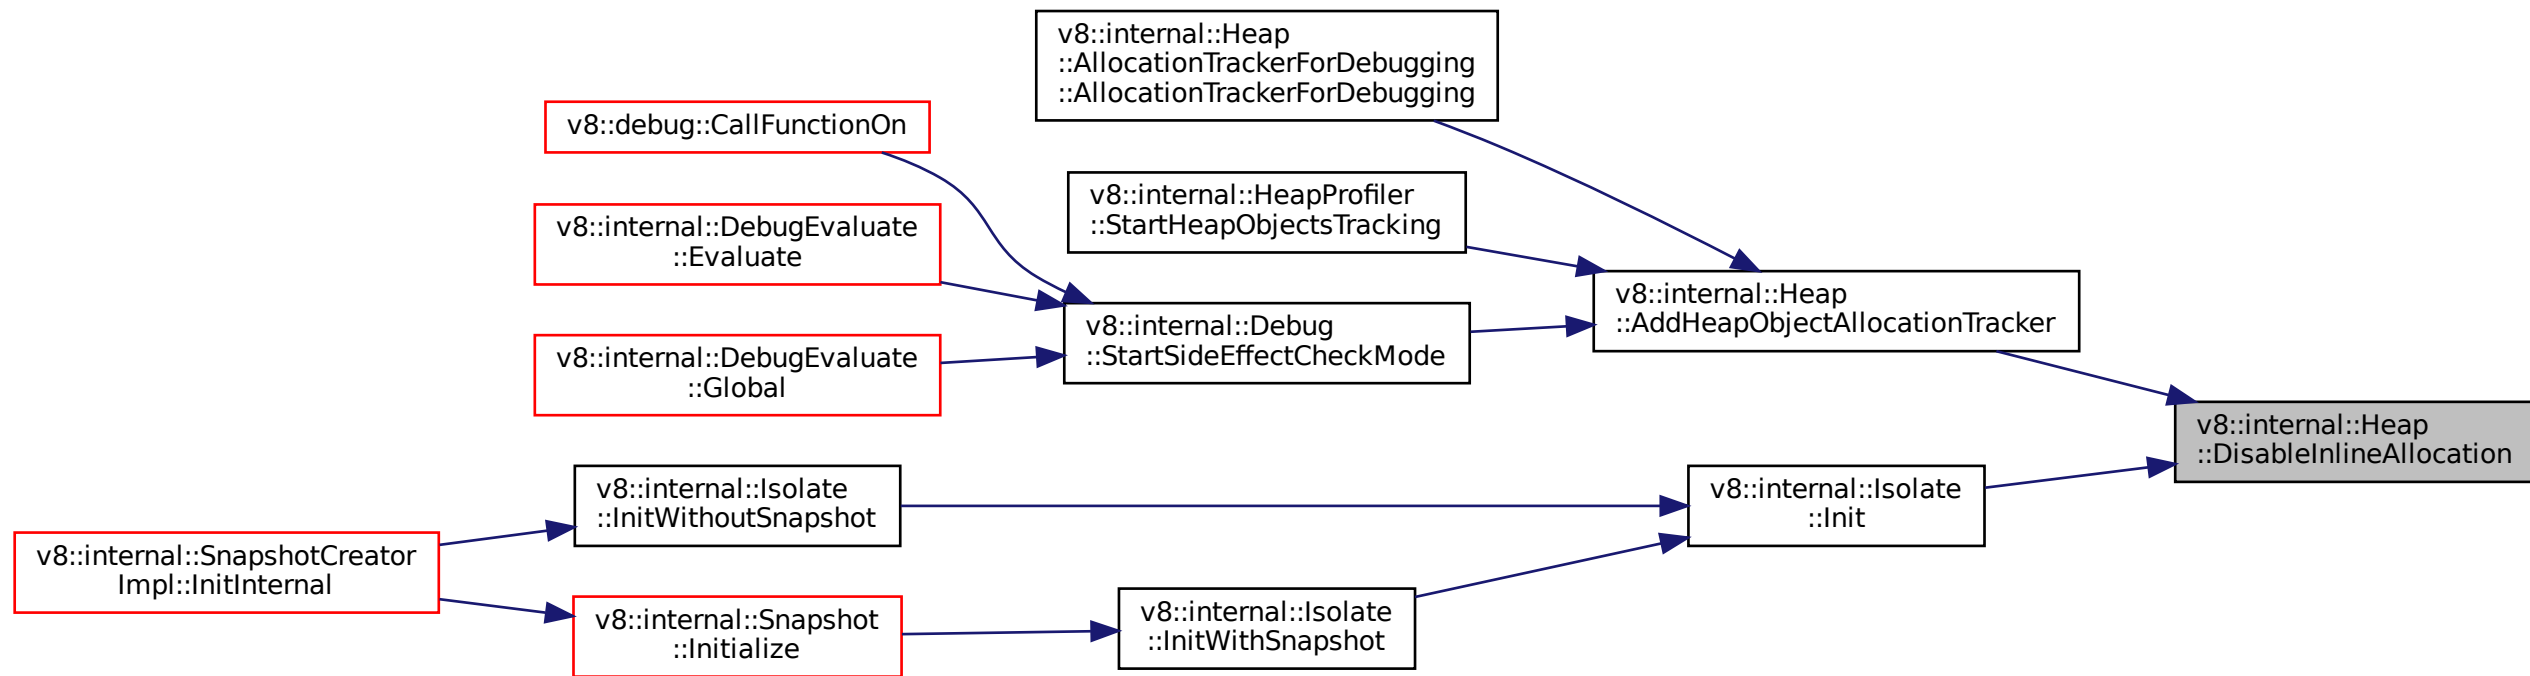 v8::internal::Heap
::AllocationTrackerForDebugging
::AllocationTrackerForDebugging
v8::debug::CallFunctionOn
v8::internal::HeapProfiler
::StartHeapObjectsTracking
v8::internal::DebugEvaluate
::Evaluate
v8::internal::Heap
::AddHeapObjectAllocationTracker
v8::internal::Debug
::StartSideEffectCheckMode
v8::internal::DebugEvaluate
::Global
v8::internal::Heap
::DisableInlineAllocation
v8::internal::Isolate
::InitWithoutSnapshot
v8::internal::Isolate
::Init
v8::internal::SnapshotCreator
Impl::InitInternal
v8::internal::Snapshot
::Initialize
v8::internal::Isolate
::InitWithSnapshot